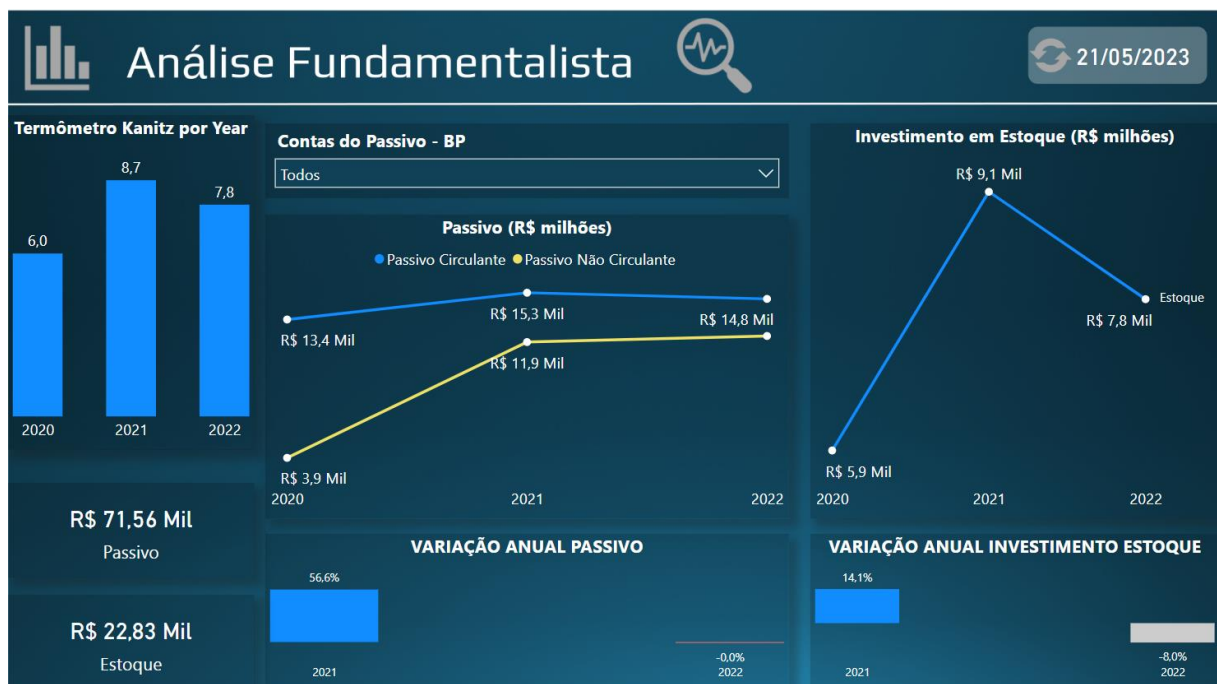 Análise Fundamentalista
21/05/2023
Termômetro Kanitz por Year
8,7
7,8
6,0
2020
2021
2022
R$ 71,56 Mil
Passivo
R$ 22,83 Mil
Estoque
Contas do Passivo - BP
Todos
Passivo (R$ milhões)
Passivo Circulante Passivo Não Circulante
R$ 13,4 Mil
R$ 15,3 Mil
R$ 14,8 Mil
R$ 11,9 Mil
R$ 3,9 Mil
2020
2021
2022
VARIAÇÃO ANUAL PASSIVO
56,6%
-0,0%
2021
2022
Investimento em Estoque (R$ milhões)
R$ 9,1 Mil
Estoque
R$ 7,8 Mil
R$ 5,9 Mil
2020
2021
2022
VARIAÇÃO ANUAL INVESTIMENTO ESTOQUE
14,1%
-8,0%
2021
2022